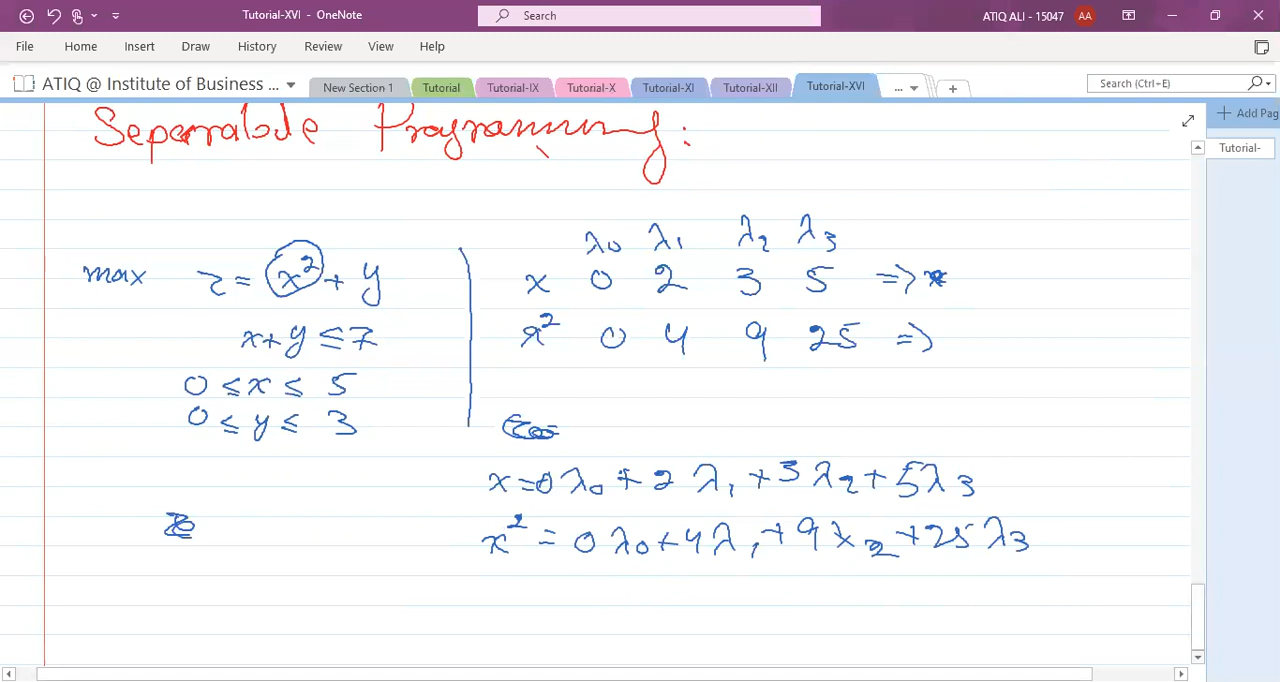 Tutorial-XVI - OneNote
Search
ATIQ ALI - 15047 AA
File Home Insert Draw History Review View Help
ATIQ @ Institute of Business ... New Section 1 Tutorial Tutorial-IX Tutorial-X Tutorial-XI Tutorial-XII Tutorial-XVI ... + Search (Ctrl+E)
+ Add Pag
Tutorial-
Separable Programming:
max z = x² + y
x+y ≤ 7
0 ≤ x ≤ 5
0 ≤ y ≤ 3
λ0 λ1 λ2 λ3
x 0 2 3 5 => x
x² 0 4 9 25 =>
x = 0λ0 + 2λ1 + 3λ2 + 5λ3
x² = 0λ0 + 4λ1 + 9λ2 + 25λ3